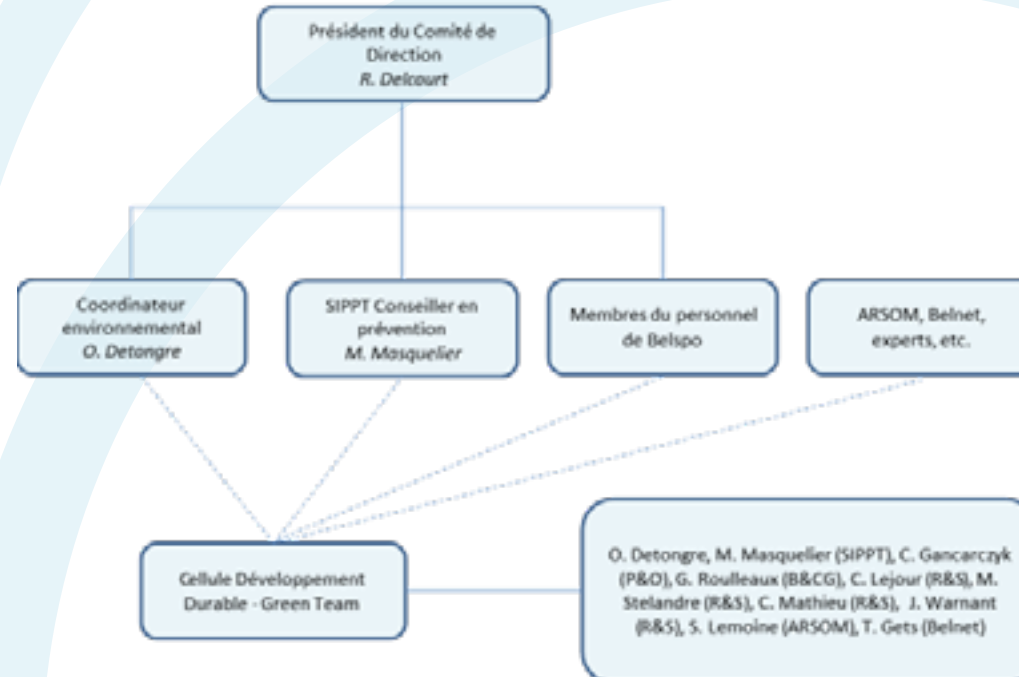 Président du Comité de
Direction
R. Delcourt
Coordinateur
environnemental
O. Detongre
SIPPT Conseiller en
prévention
M. Masquelier
Membres du personnel
de Belspo
ARSOM, Belnet,
experts, etc.
Cellule Développement
Durable - Green Team
O. Detongre, M. Masquelier (SIPPT), C. Gancarczyk
(P&O), G. Roulleaux (B&CG), C. Lejour (R&S), M.
Stelandre (R&S), C. Mathieu (R&S), J. Warnant
(R&S), S. Lemoine (ARSOM), T. Gets (Belnet)